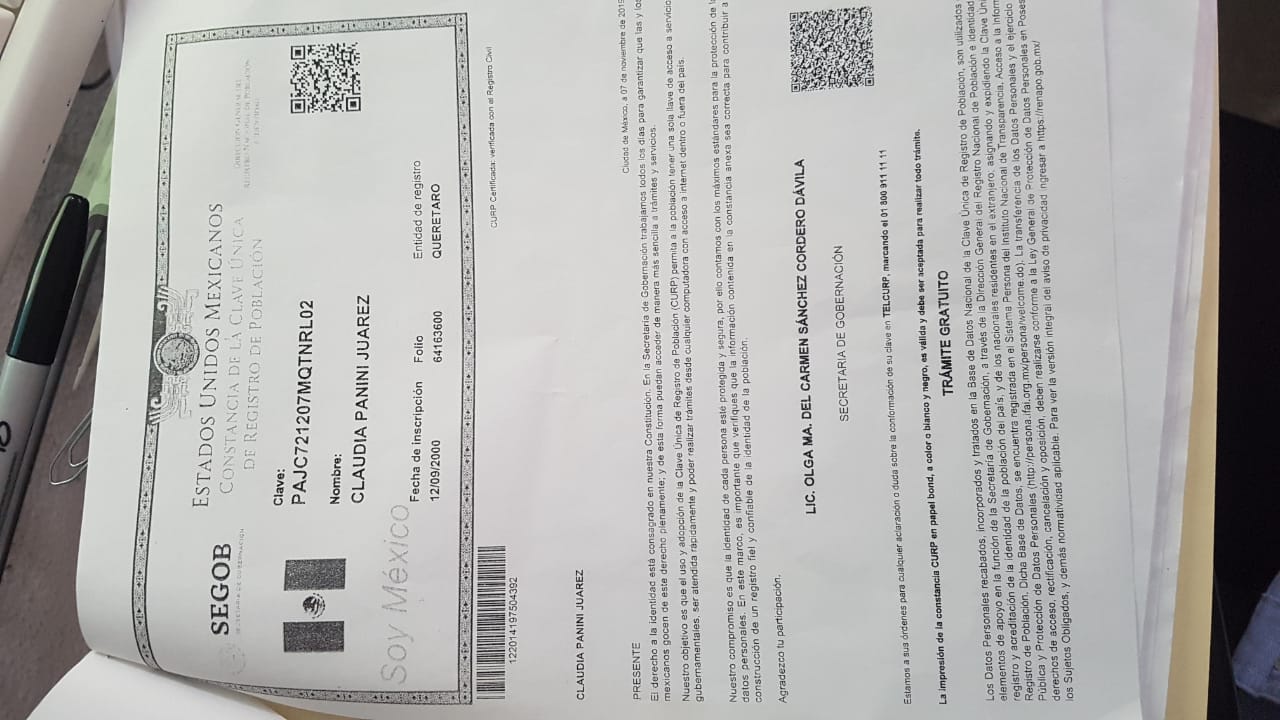 SEGOB
SECRETARÍA DE GOBERNACIÓN
ESTADOS UNIDOS MEXICANOS
CONSTANCIA DE LA CLAVE ÚNICA
DE REGISTRO DE POBLACIÓN
DIRECCIÓN GENERAL DEL
REGISTRO NACIONAL DE POBLACIÓN
E IDENTIDAD
Clave:
PAJC721207MQTNRL02
Nombre:
CLAUDIA PANINI JUAREZ
Soy México
Fecha de inscripción Folio Entidad de registro
12/09/2000 64163600 QUERETARO
122014197504392
CURP Certificada: verificada con el Registro Civil
CLAUDIA PANINI JUAREZ
Ciudad de México, a 07 de noviembre de 2019
PRESENTE
El derecho a la identidad está consagrado en nuestra Constitución. En la Secretaría de Gobernación trabajamos todos los días para garantizar que las y los
mexicanos gocen de este derecho plenamente; y de esta forma puedan acceder de manera más sencilla a trámites y servicios.
Nuestro objetivo es que el uso y adopción de la Clave Única de Registro de Población (CURP) permita a la población tener una sola llave de acceso a servicios
gubernamentales, ser atendida rápidamente y poder realizar trámites desde cualquier computadora con acceso a internet dentro o fuera del país.
Nuestro compromiso es que la identidad de cada persona esté protegida y segura, por ello contamos con los máximos estándares para la protección de
datos personales. En este marco, es importante que verifiques que la información contenida en la constancia anexa sea correcta para contribuir a
construcción de un registro fiel y confiable de la identidad de la población.
Agradezco tu participación.
LIC. OLGA MA. DEL CARMEN SÁNCHEZ CORDERO DÁVILA
SECRETARIA DE GOBERNACIÓN
Estamos a sus órdenes para cualquier aclaración o duda sobre la conformación de su clave en TELCURP, marcando el 01 800 911 11 11
La impresión de la constancia CURP en papel bond, a color o blanco y negro, es válida y debe ser aceptada para realizar todo trámite.
TRÁMITE GRATUITO
Los Datos Personales recabados, incorporados y tratados en la Base de Datos Nacional de la Clave Única de Registro de Población, son utilizados
elementos de apoyo en la función de la Secretaría de Gobernación, a través de la Dirección General del Registro Nacional de Población e Identidad
registro y acreditación de la identidad de la población del país, y de los nacionales residentes en el extranjero; asignando y expidiendo la Clave
Registro de Población. Dicha Base de Datos, se encuentra registrada en el Sistema Persona del Instituto Nacional de Transparencia, Acceso a la
Pública y Protección de Datos Personales (http://persona.ifai.org.mx/persona/welcome.do). La transferencia de los Datos Personales y el ejercicio
derechos de acceso, rectificación, cancelación y oposición, deben realizarse conforme a la Ley General de Protección de Datos Personales en
los Sujetos Obligados, y demás normatividad aplicable. Para ver la versión integral del aviso de privacidad ingresar a https://renapo.gob.mx/